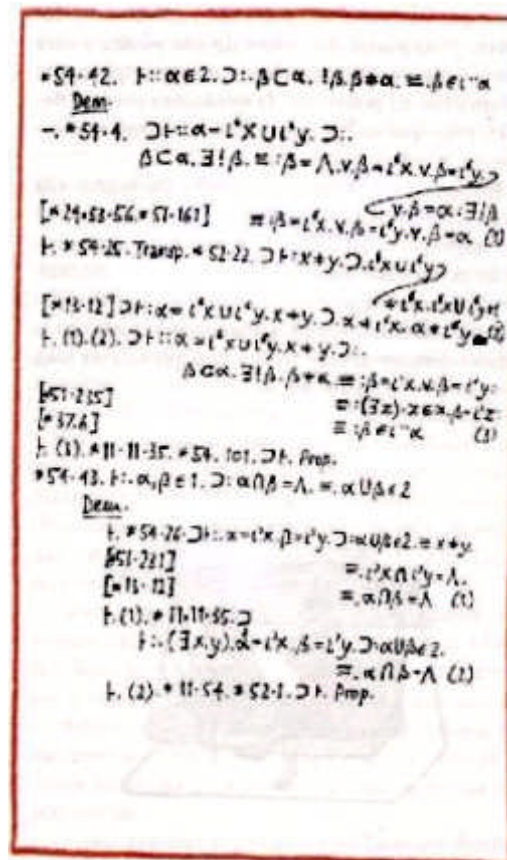 *54·42. ⊢:: α ε 2. ⊃:. β ⊂ α. !β. β ≠ α. ≡. β ε ι“α
Dem.
⊢. *54·4. ⊃⊢:: α = ι‘x ∪ ι‘y. ⊃:.
β ⊂ α. ∃!β. ≡: β = Λ. v. β = ι‘x. v. β = ι‘y.
v. β = α: ∃!β
[*24·53·56. *51·161] ≡: β = ι‘x. v. β = ι‘y. v. β = α (1)
⊢. *54·25. Transp. *52·22. ⊃⊢: x ≠ y. ⊃. ι‘x ∪ ι‘y
≠ ι‘x. ι‘x ∪ ι‘y ≠
[*13·12] ⊃⊢: α = ι‘x ∪ ι‘y. x ≠ y. ⊃. α ≠ ι‘x. α ≠ ι‘y (2)
⊢. (1). (2). ⊃⊢:: α = ι‘x ∪ ι‘y. x ≠ y. ⊃:.
β ⊂ α. ∃!β. β ≠ α. ≡: β = ι‘x. v. β = ι‘y:
[*51·235] ≡: (∃z). z ε α. β = ι‘z:
[*37·6] ≡: β ε ι“α (3)
⊢. (3). *11·11·35. *54·101. ⊃⊢. Prop.
*54·43. ⊢:. α, β ε 1. ⊃: α ∩ β = Λ. ≡. α ∪ β ε 2
Dem.
⊢. *54·26. ⊃⊢:. α = ι‘x. β = ι‘y. ⊃: α ∪ β ε 2. ≡ x ≠ y.
[*51·231] ≡. ι‘x ∩ ι‘y = Λ.
[*13·12] ≡. α ∩ β = Λ (1)
⊢. (1). *11·11·35. ⊃
⊢:. (∃x, y). α = ι‘x. β = ι‘y. ⊃: α ∪ β ε 2.
≡. α ∩ β = Λ (2)
⊢. (2). *11·54. *52·1. ⊃⊢. Prop.